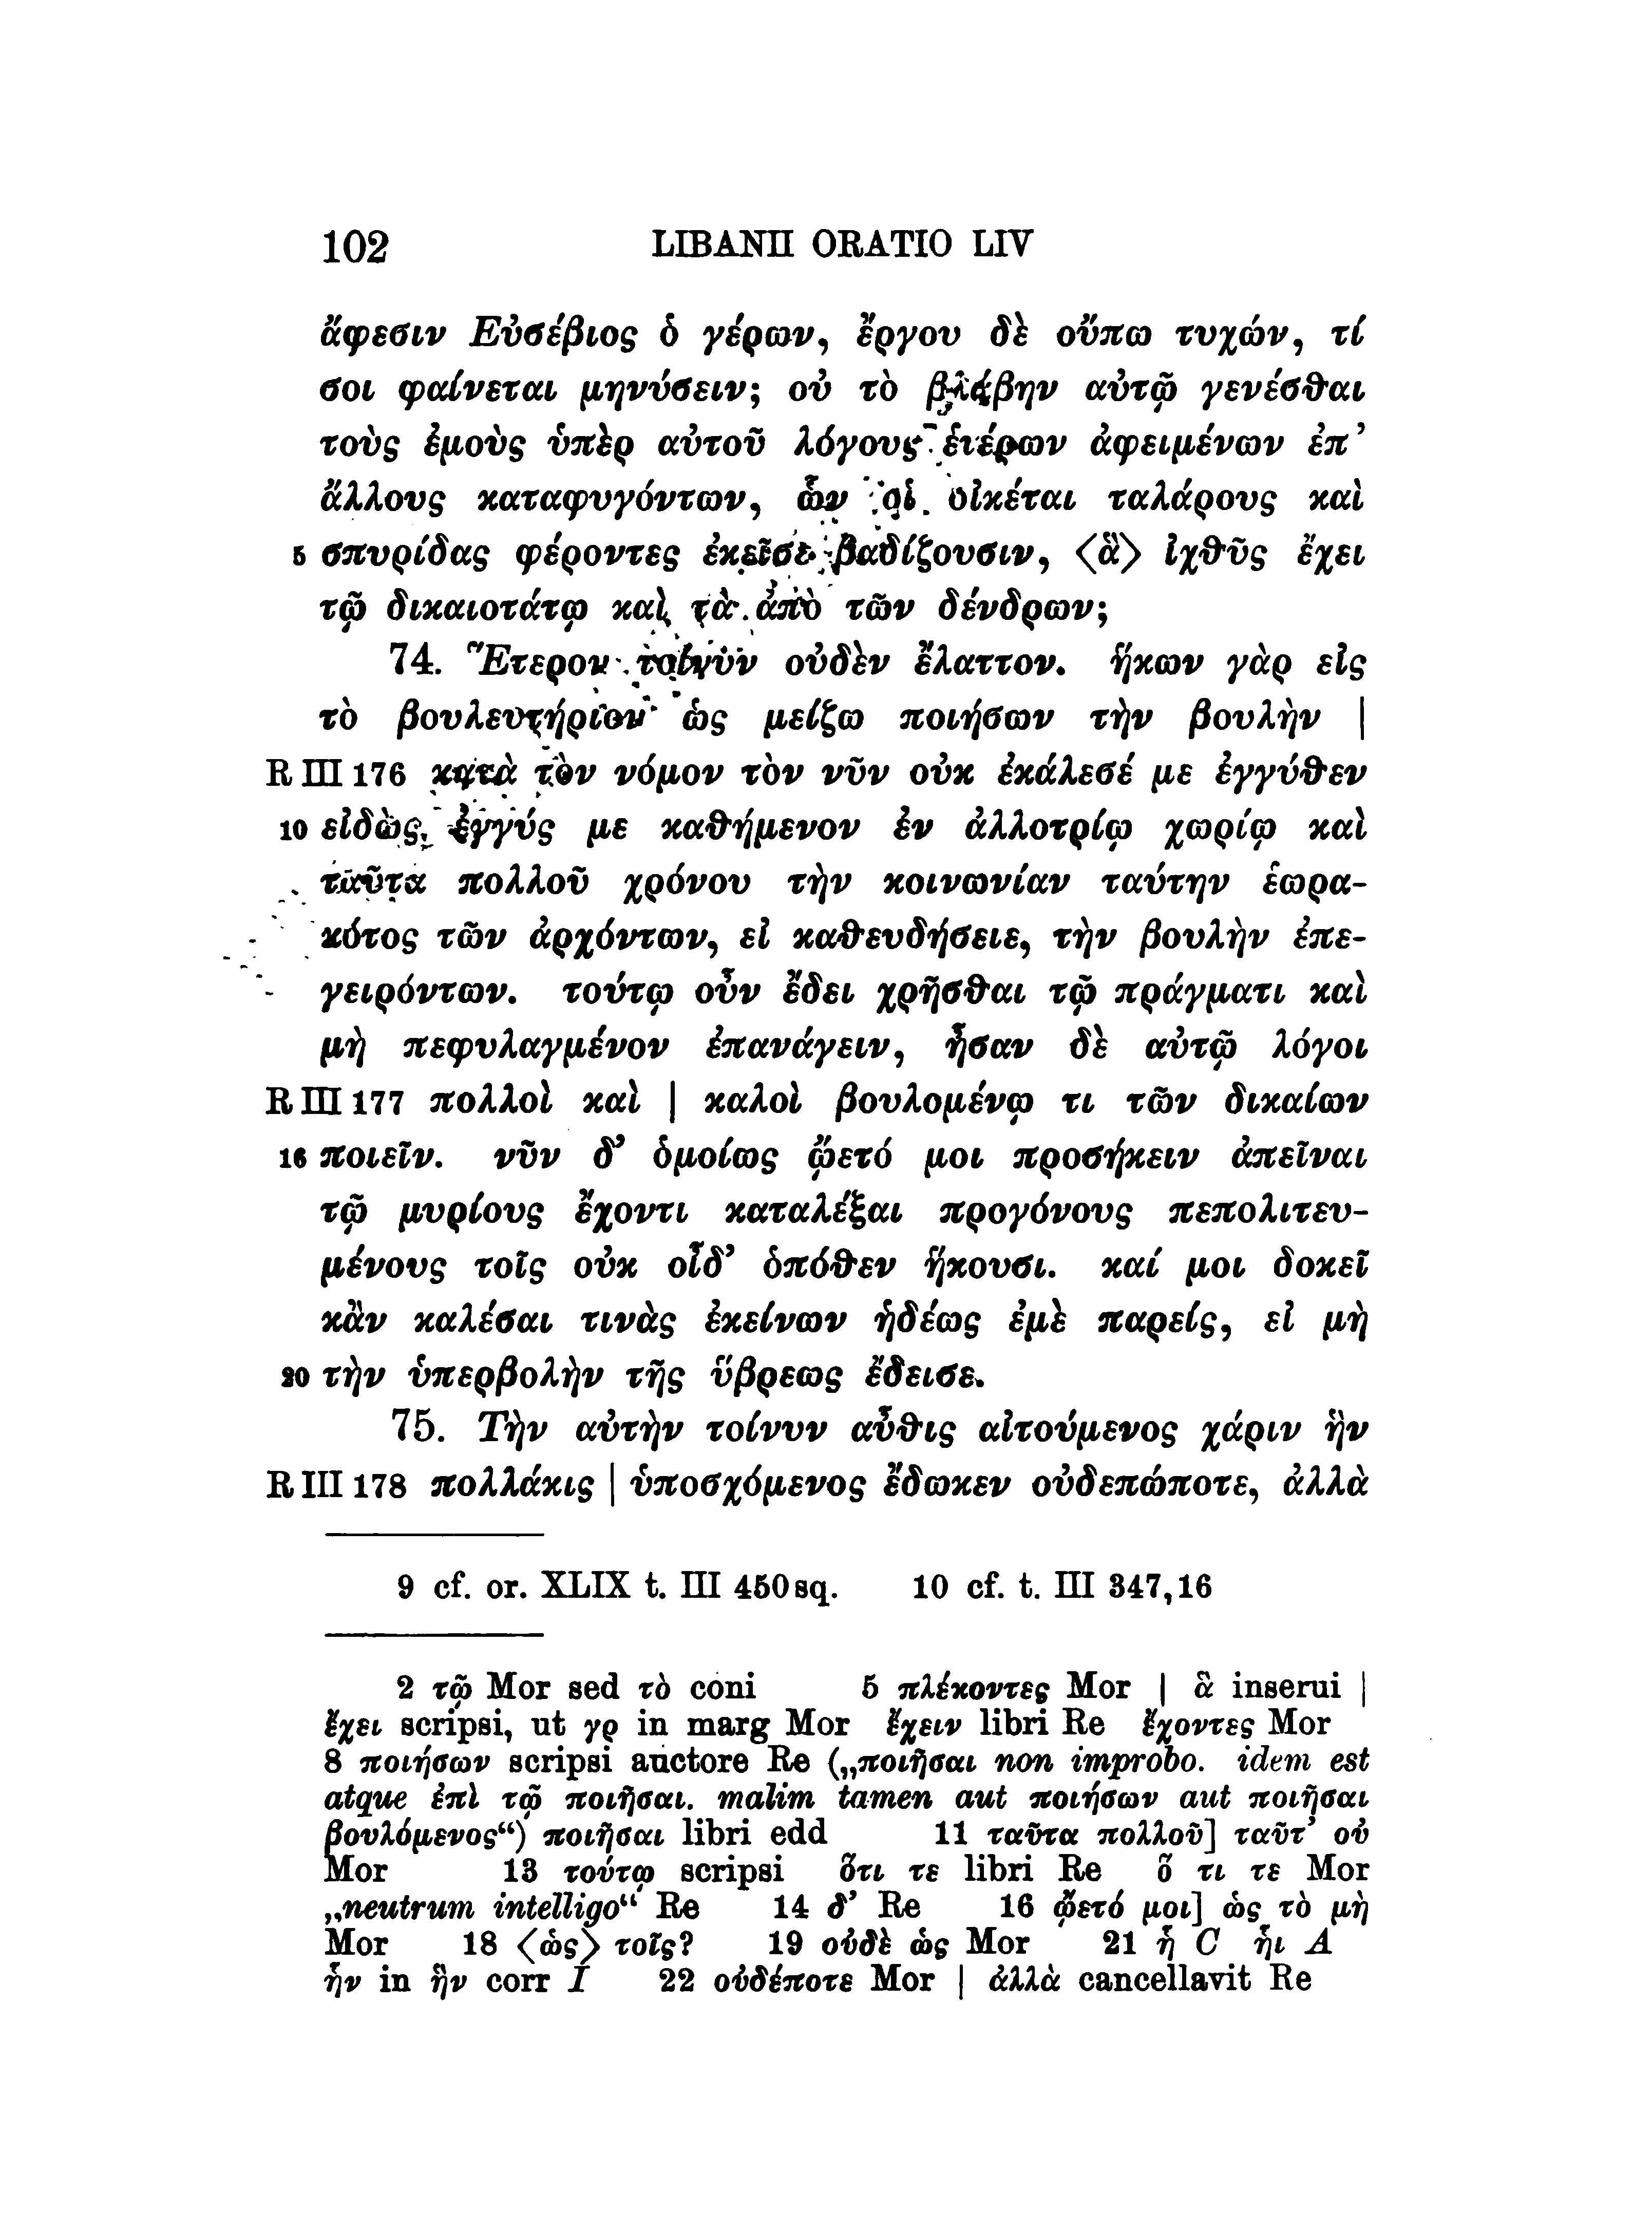 102 LIBANII ORATIO LIV
ἄφεσιν Εὐσέβιος ὁ γέρων, ἔργου δὲ οὔπω τυχών, τί
σοι φαίνεται μηνύσειν; οὐ τὸ βλάβην αὐτῷ γενέσθαι
τοὺς ἐμοὺς ὑπὲρ αὐτοῦ λόγους ἑτέρων ἀφειμένων ἐπ’
ἄλλους καταφυγόντων, ὧν οἱ οἰκέται ταλάρους καὶ
5 σπυρίδας φέροντες ἐκεῖσε βαδίζουσιν, 〈ἃ〉 ἰχθῦς ἔχει
τῷ δικαιοτάτῳ καὶ τὰ ἀπὸ τῶν δένδρων;
74. Ἕτερον τοίνυν οὐδὲν ἔλαττον. ἥκων γὰρ εἰς
τὸ βουλευτήριον ὡς μείζω ποιήσων τὴν βουλὴν |
R III 176 κατὰ τὸν νόμον τὸν νῦν οὐκ ἐκάλεσέ με ἐγγύθεν
10 εἰδὼς ἐγγύς με καθήμενον ἐν ἀλλοτρίῳ χωρίῳ καὶ
ταῦτα πολλοῦ χρόνου τὴν κοινωνίαν ταύτην ἑωρα-
κότος τῶν ἀρχόντων, εἰ καθευδήσειε, τὴν βουλὴν ἐπε-
γειρόντων. τούτῳ οὖν ἔδει χρῆσθαι τῷ πράγματι καὶ
μὴ πεφυλαγμένον ἐπανάγειν, ἦσαν δὲ αὐτῷ λόγοι
R III 177 πολλοὶ καὶ | καλοὶ βουλομένῳ τι τῶν δικαίων
16 ποιεῖν. νῦν δ’ ὁμοίως ᾤετό μοι προσήκειν ἀπεῖναι
τῷ μυρίους ἔχοντι καταλέξαι προγόνους πεπολιτευ-
μένους τοῖς οὐκ οἶδ’ ὁπόθεν ἥκουσι. καί μοι δοκεῖ
κἂν καλέσαι τινὰς ἐκείνων ἡδέως ἐμὲ παρείς, εἰ μὴ
20 τὴν ὑπερβολὴν τῆς ὕβρεως ἔδεισε.
75. Τὴν αὐτὴν τοίνυν αὖθις αἰτούμενος χάριν ἣν
R III 178 πολλάκις | ὑποσχόμενος ἔδωκεν οὐδεπώποτε, ἀλλὰ
9 cf. or. XLIX t. III 450 sq. 10 cf. t. III 347,16
2 τῷ Mor sed τὸ coni 5 πλέκοντες Mor | ἃ inserui |
ἔχει scripsi, ut γρ in marg Mor ἔχειν libri Re ἔχοντες Mor
8 ποιήσων scripsi auctore Re („ποιῆσαι non improbo. idem est
atque ἐπὶ τῷ ποιῆσαι. malim tamen aut ποιήσων aut ποιῆσαι
βουλόμενος“) ποιῆσαι libri edd 11 ταῦτα πολλοῦ] ταῦτ’ οὐ
Mor 13 τούτῳ scripsi ὅτι τε libri Re ὅ τι τε Mor
„neutrum intelligo“ Re 14 δ’ Re 16 ᾤετό μοι] ὡς τὸ μὴ
Mor 18 〈ὡς〉 τοῖς? 19 οὐδὲ ὡς Mor 21 ἦ C ἦι A
ἦν in ἣν corr I 22 οὐδέποτε Mor | ἀλλὰ cancellavit Re